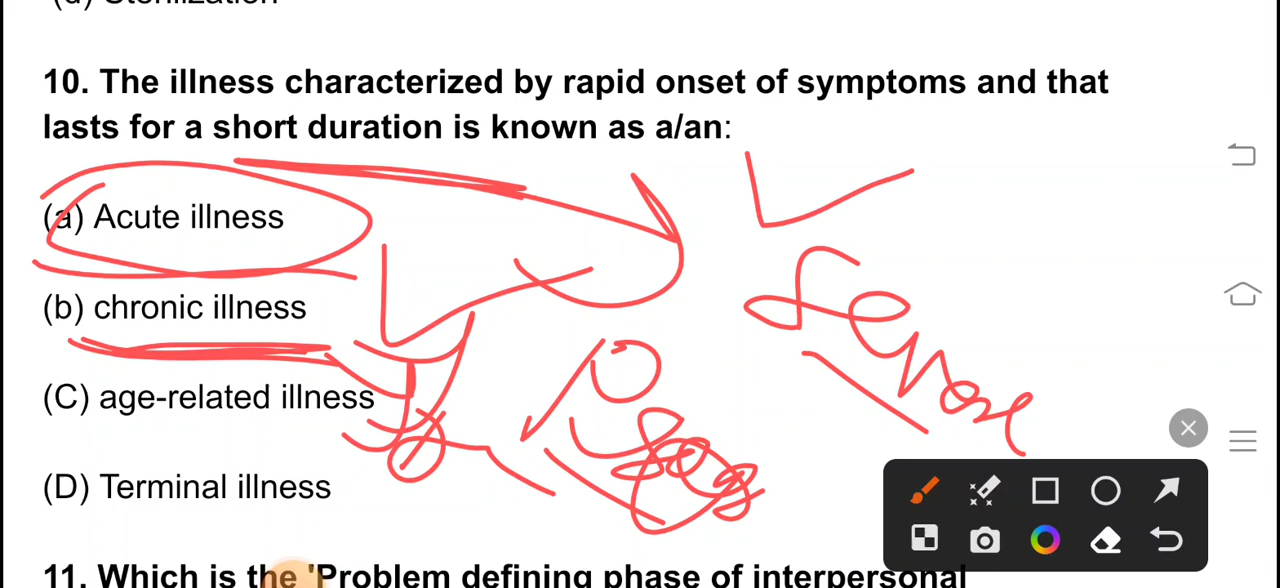 10. The illness characterized by rapid onset of symptoms and that
lasts for a short duration is known as a/an:
(a) Acute illness
(b) chronic illness
(C) age-related illness
(D) Terminal illness
11. Which is the 'Problem defining phase of interpersonal